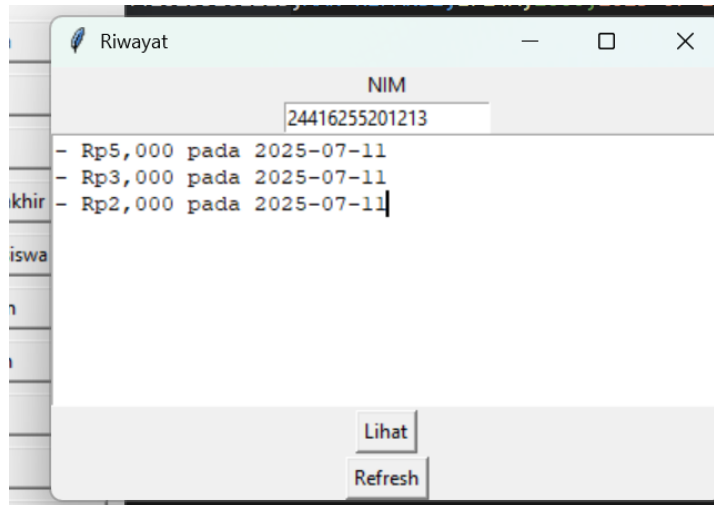 Riwayat
NIM
24416255201213
- Rp5,000 pada 2025-07-11
- Rp3,000 pada 2025-07-11
- Rp2,000 pada 2025-07-11
khir
iswa
Lihat
Refresh